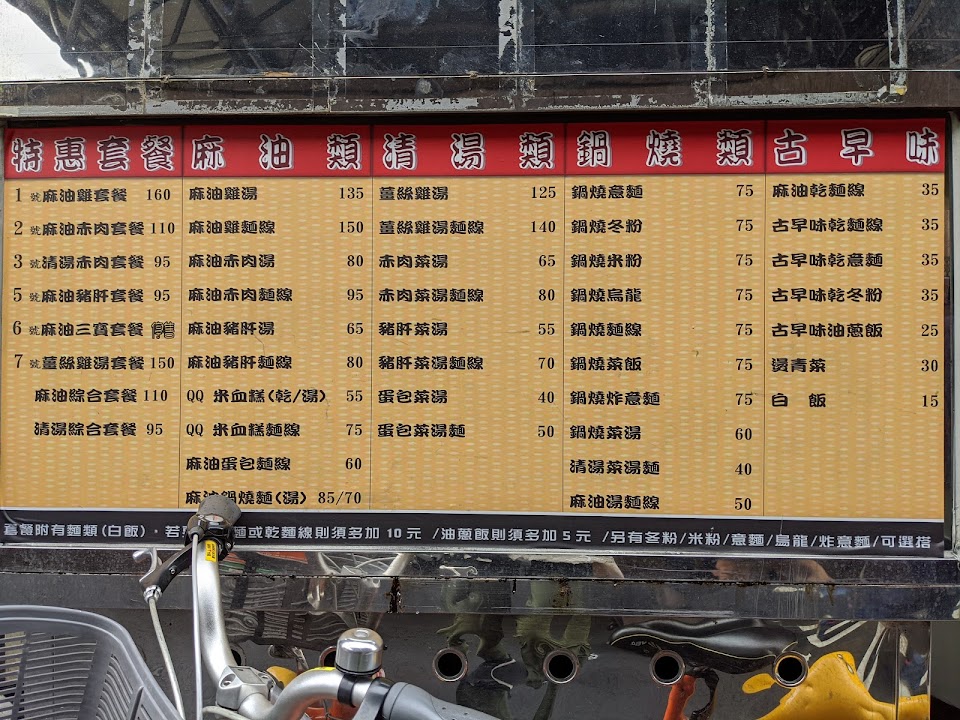 特惠套餐
1 號麻油雞套餐 160
2 號麻油赤肉套餐 110
3 號清湯赤肉套餐 95
5 號麻油豬肝套餐 95
6 號麻油三寶套餐
7 號薑絲雞湯套餐 150
麻油綜合套餐 110
清湯綜合套餐 95
麻油類
麻油雞湯 135
麻油雞麵線 150
麻油赤肉湯 80
麻油赤肉麵線 95
麻油豬肝湯 65
麻油豬肝麵線 80
QQ 米血糕(乾/湯) 55
QQ 米血糕麵線 75
麻油蛋包麵線 60
麻油鍋燒麵(湯) 85/70
清湯類
薑絲雞湯 125
薑絲雞湯麵線 140
赤肉菜湯 65
赤肉菜湯麵線 80
豬肝菜湯 55
豬肝菜湯麵線 70
蛋包菜湯 40
蛋包菜湯麵 50
鍋燒類
鍋燒意麵 75
鍋燒冬粉 75
鍋燒米粉 75
鍋燒烏龍 75
鍋燒麵線 75
鍋燒菜飯 75
鍋燒炸意麵 75
鍋燒菜湯 60
清湯菜湯麵 40
麻油湯麵線 50
古早味
麻油乾麵線 35
古早味乾麵線 35
古早味乾意麵 35
古早味乾冬粉 35
古早味油蔥飯 25
燙青菜 30
白 飯 15
套餐附有麵類(白飯)，若 麵或乾麵線則須多加 10 元 /油蔥飯則須多加 5 元 /另有冬粉/米粉/意麵/烏龍/炸意麵/可選搭